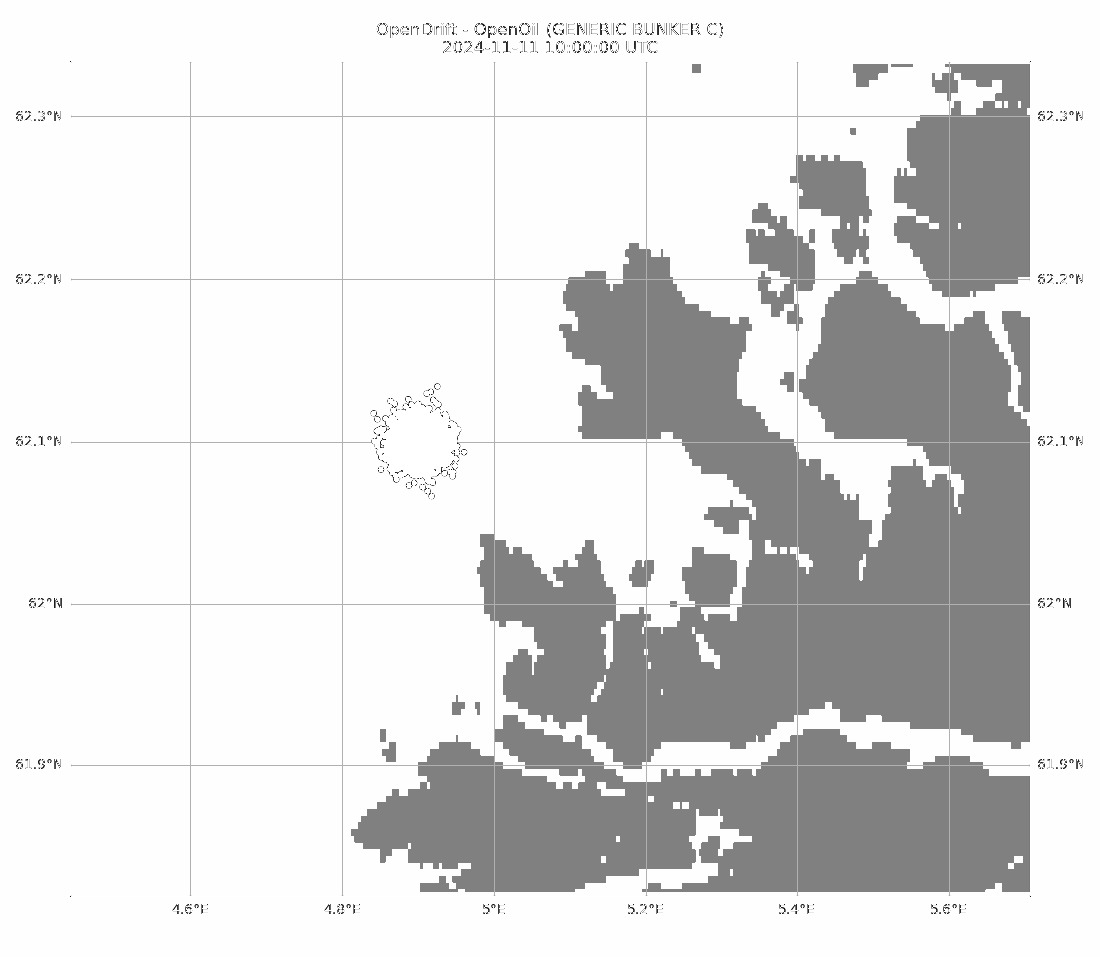 OpenDrift - OpenOil (GENERIC BUNKER C)
2024-11-11 10:00:00 UTC
62.3°N 62.3°N
62.2°N 62.2°N
62.1°N 62.1°N
62°N 62°N
61.9°N 61.9°N
4.6°E 4.8°E 5°E 5.2°E 5.4°E 5.6°E